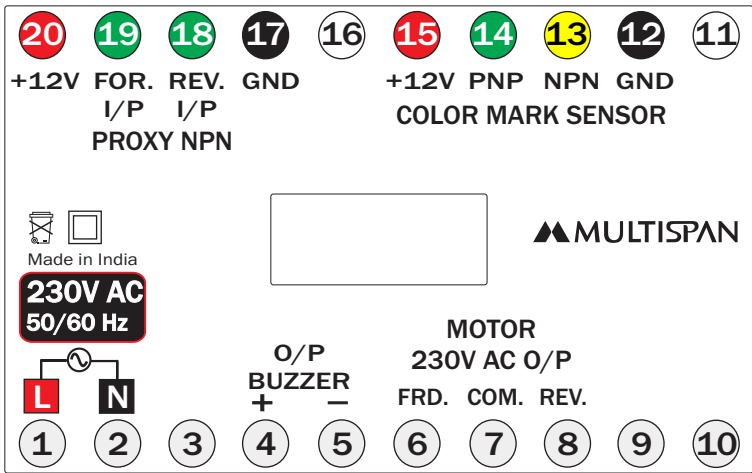 20 19 18 17 16 15 14 13 12 11
+12V FOR. REV. GND +12V PNP NPN GND
I/P I/P COLOR MARK SENSOR
PROXY NPN
MULTISPAN
Made in India
230V AC
50/60 Hz
MOTOR
O/P 230V AC O/P
BUZZER
L N + − FRD. COM. REV.
1 2 3 4 5 6 7 8 9 10